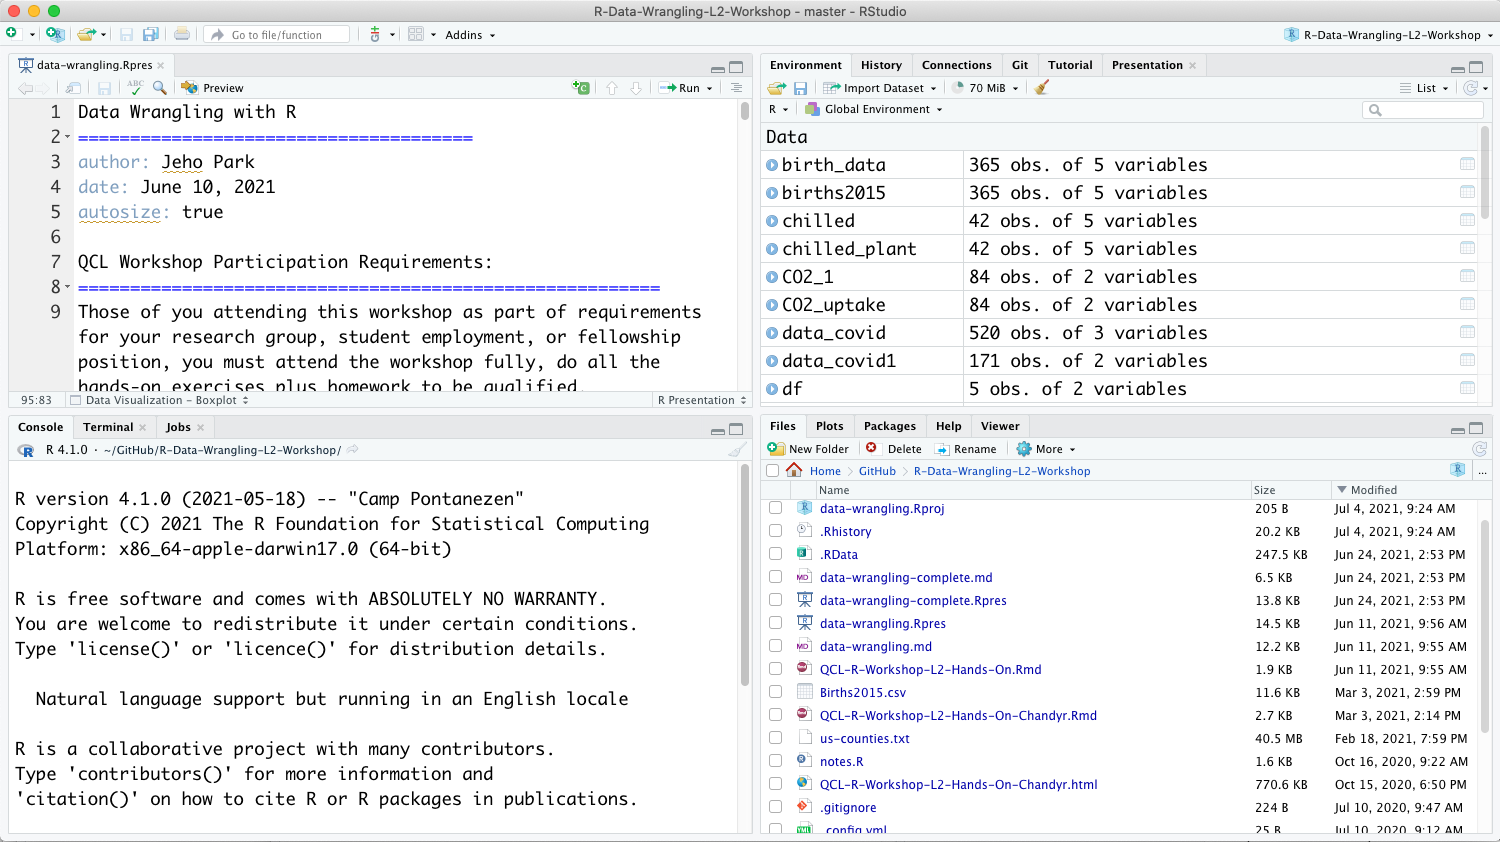 R-Data-Wrangling-L2-Workshop - master - RStudio
Go to file/function
Addins
R-Data-Wrangling-L2-Workshop
data-wrangling.Rpres
ABC
Preview
Run
1 Data Wrangling with R
2 ======================================
3 author: Jeho Park
4 date: June 10, 2021
5 autosize: true
6
7 QCL Workshop Participation Requirements:
8 ========================================================
9 Those of you attending this workshop as part of requirements
for your research group, student employment, or fellowship
position, you must attend the workshop fully, do all the
hands-on exercises plus homework to be qualified.
95:83 Data Visualization - Boxplot R Presentation
Console Terminal Jobs
R 4.1.0 · ~/GitHub/R-Data-Wrangling-L2-Workshop/
R version 4.1.0 (2021-05-18) -- "Camp Pontanezen"
Copyright (C) 2021 The R Foundation for Statistical Computing
Platform: x86_64-apple-darwin17.0 (64-bit)
R is free software and comes with ABSOLUTELY NO WARRANTY.
You are welcome to redistribute it under certain conditions.
Type 'license()' or 'licence()' for distribution details.
Natural language support but running in an English locale
R is a collaborative project with many contributors.
Type 'contributors()' for more information and
'citation()' on how to cite R or R packages in publications.
Environment History Connections Git Tutorial Presentation
Import Dataset 70 MiB List
R Global Environment
Data
birth_data 365 obs. of 5 variables
births2015 365 obs. of 5 variables
chilled 42 obs. of 5 variables
chilled_plant 42 obs. of 5 variables
CO2_1 84 obs. of 2 variables
CO2_uptake 84 obs. of 2 variables
data_covid 520 obs. of 3 variables
data_covid1 171 obs. of 2 variables
df 5 obs. of 2 variables
Files Plots Packages Help Viewer
New Folder Delete Rename More
Home GitHub R-Data-Wrangling-L2-Workshop ...
Name Size Modified
data-wrangling.Rproj 205 B Jul 4, 2021, 9:24 AM
.Rhistory 20.2 KB Jul 4, 2021, 9:24 AM
.RData 247.5 KB Jun 24, 2021, 2:53 PM
data-wrangling-complete.md 6.5 KB Jun 24, 2021, 2:53 PM
data-wrangling-complete.Rpres 13.8 KB Jun 24, 2021, 2:53 PM
data-wrangling.Rpres 14.5 KB Jun 11, 2021, 9:56 AM
data-wrangling.md 12.2 KB Jun 11, 2021, 9:55 AM
QCL-R-Workshop-L2-Hands-On.Rmd 1.9 KB Jun 11, 2021, 9:55 AM
Births2015.csv 11.6 KB Mar 3, 2021, 2:59 PM
QCL-R-Workshop-L2-Hands-On-Chandyr.Rmd 2.7 KB Mar 3, 2021, 2:14 PM
us-counties.txt 40.5 MB Feb 18, 2021, 7:59 PM
notes.R 1.6 KB Oct 16, 2020, 9:22 AM
QCL-R-Workshop-L2-Hands-On-Chandyr.html 770.6 KB Oct 15, 2020, 6:50 PM
.gitignore 224 B Jul 10, 2020, 9:47 AM
_config.yml 25 B Jul 10, 2020, 9:12 AM